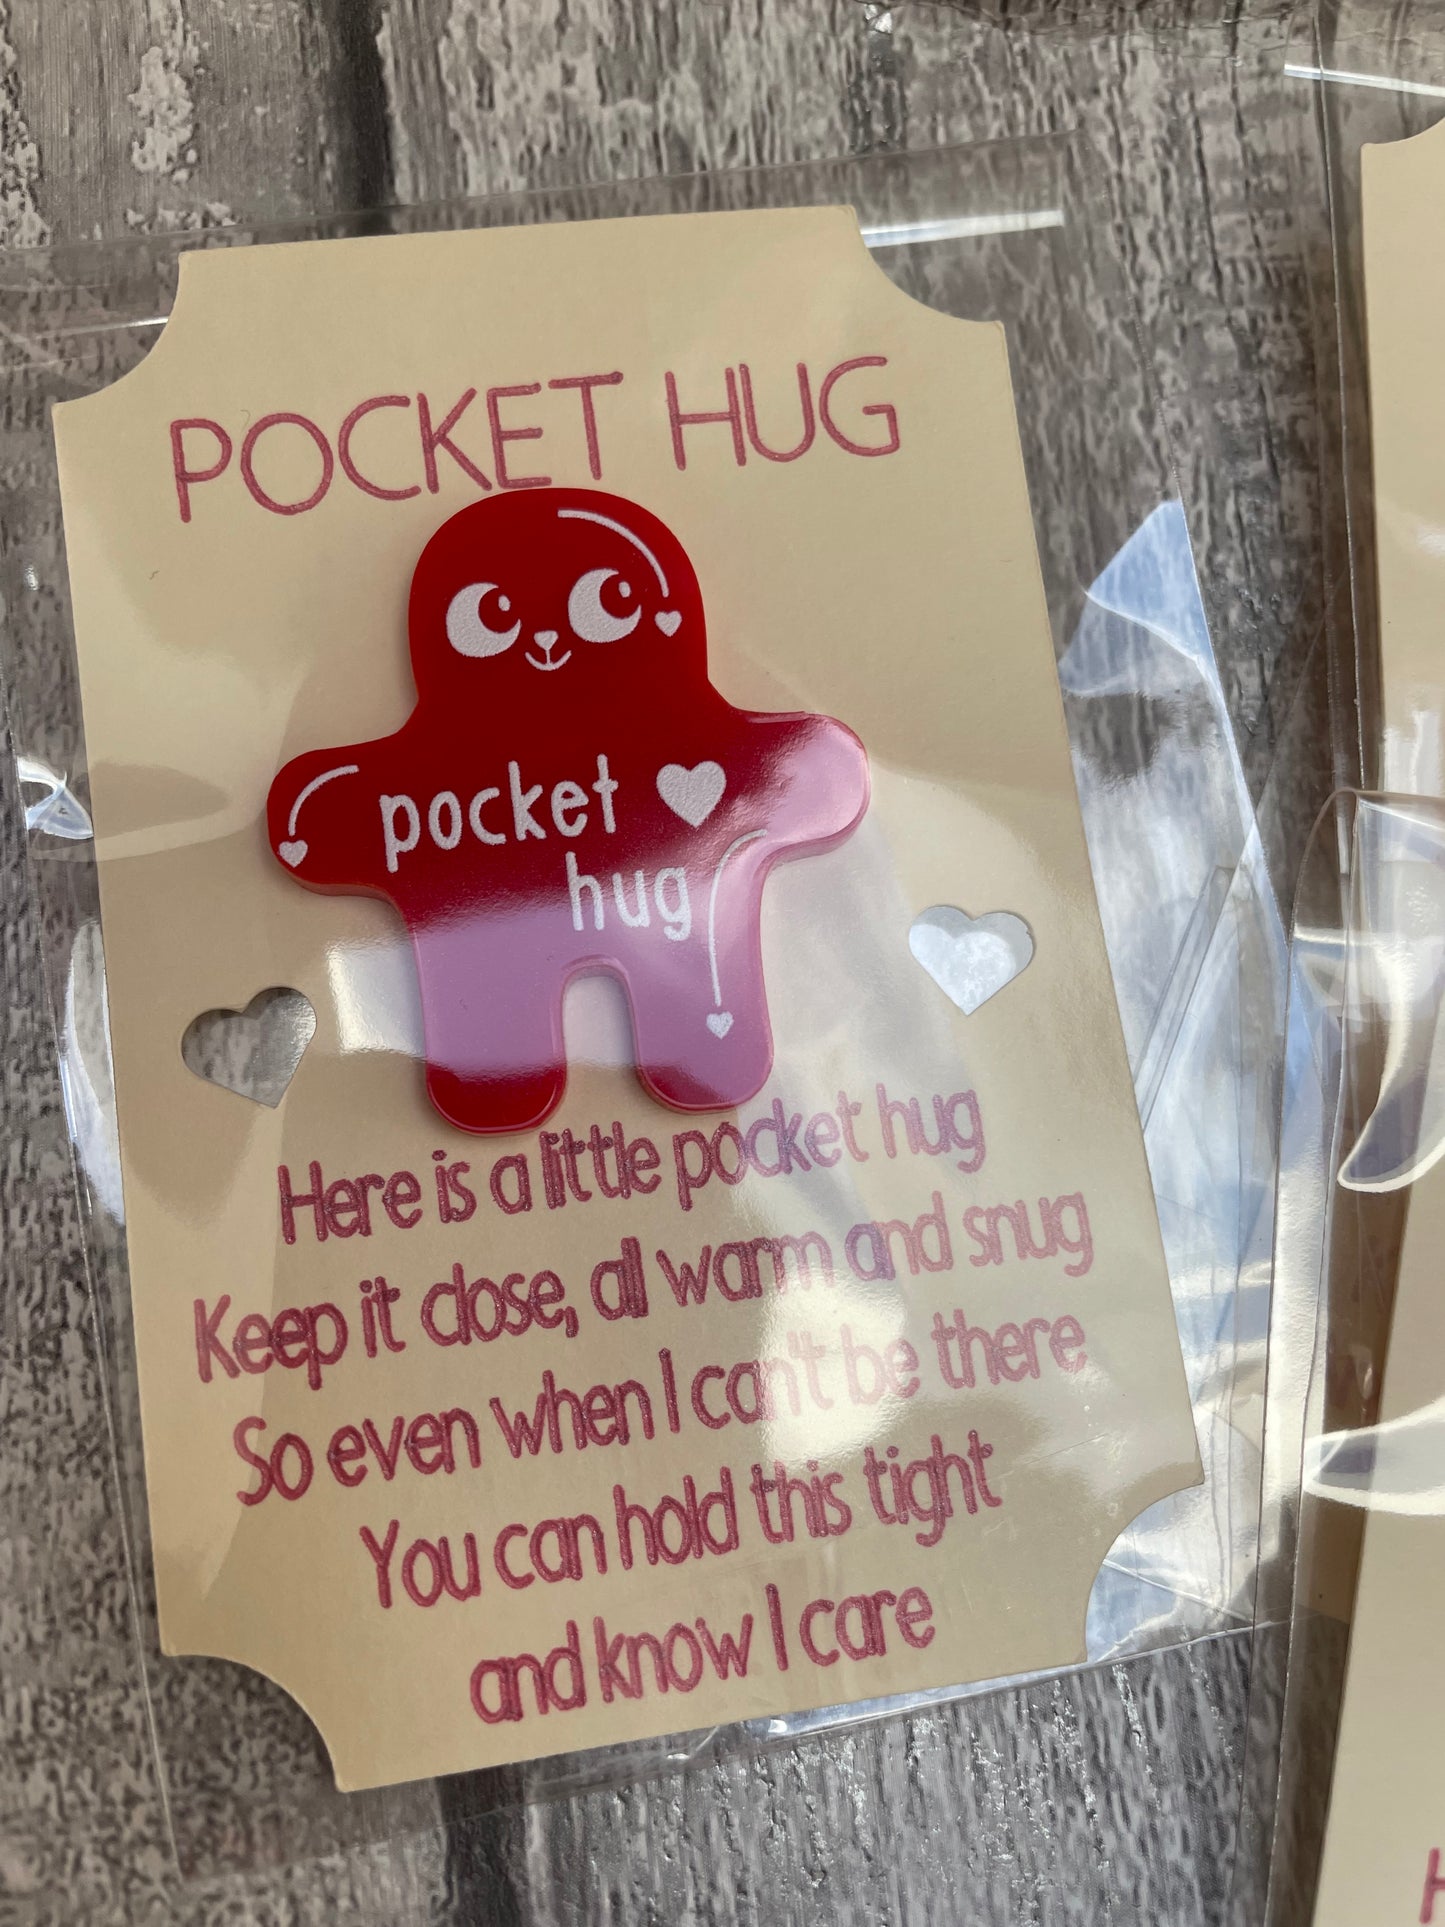 POCKET HUG
pocket
hug
Here is a little pocket hug
Keep it close, all warm and snug
So even when I can't be there
You can hold this tight
and know I care
H